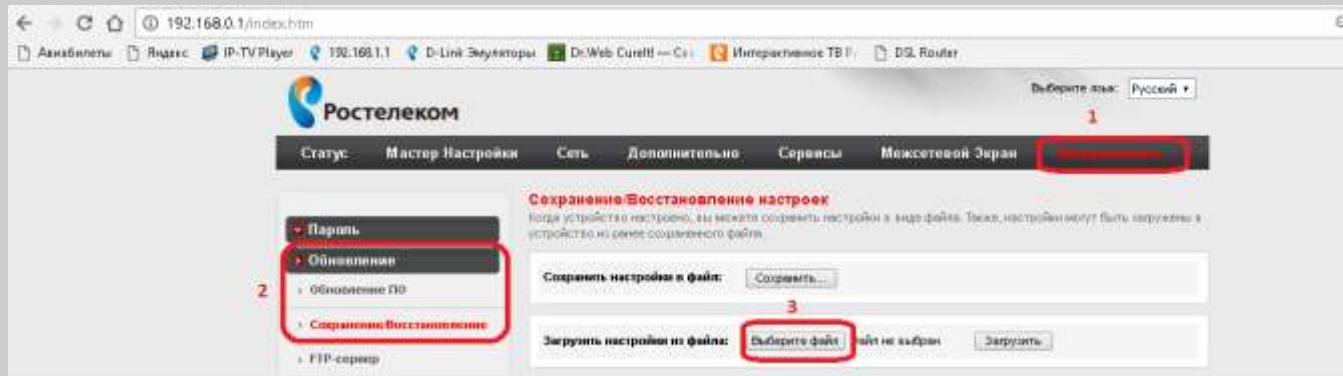 192.168.0.1/index.htm
Авиабилеты Яндекс IP-TV Player 192.168.1.1 D-Link Эмуляторы Dr.Web CureIt! — Интерактивное ТВ DSL Router
Ростелеком
Выберите язык: Русский
1
Статус Мастер Настройки Сеть Дополнительно Сервисы Межсетевой Экран
Сохранение/Восстановление настроек
Когда устройство настроено, вы можете сохранить настройки в виде файла. Также, настройки могут быть загружены в
устройство из ранее сохраненного файла.
Пароль
Обновление
2
Обновление ПО
Сохранение/Восстановление
FTP-сервер
Сохранить настройки в файл: Сохранить...
3
Загрузить настройки из файла: Выберите файл не выбран Загрузить